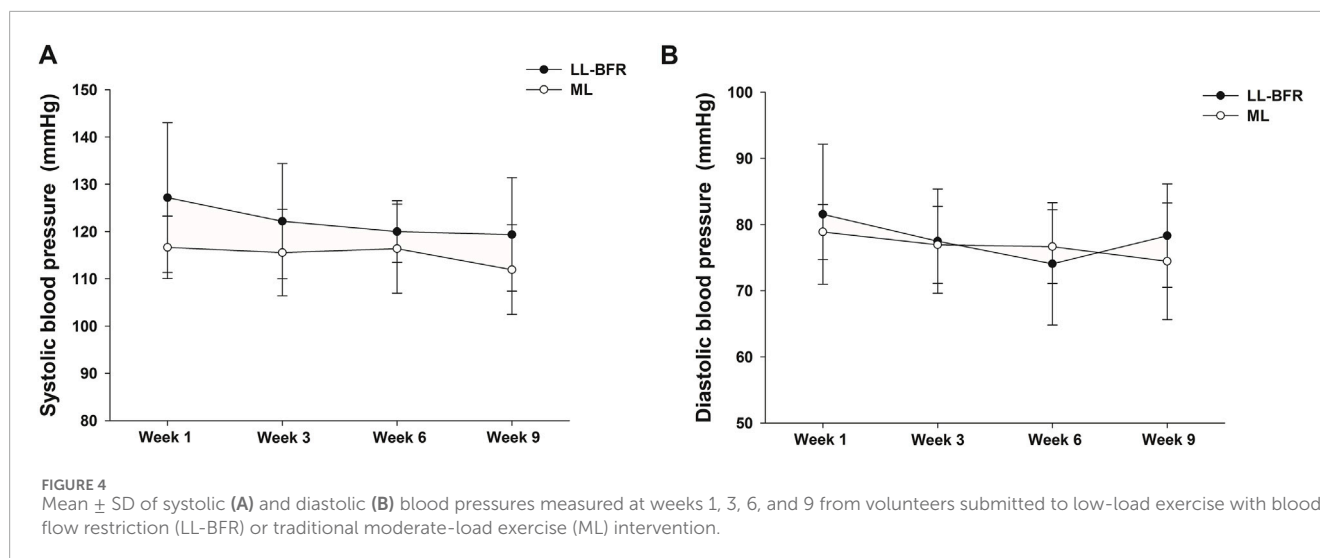 A
LL-BFR
ML
Systolic blood pressure (mmHg)
150
140
130
120
110
100
90
80
Week 1 Week 3 Week 6 Week 9
B
LL-BFR
ML
Diastolic blood pressure (mmHg)
100
90
80
70
60
50
Week 1 Week 3 Week 6 Week 9
FIGURE 4
Mean ± SD of systolic (A) and diastolic (B) blood pressures measured at weeks 1, 3, 6, and 9 from volunteers submitted to low-load exercise with blood
flow restriction (LL-BFR) or traditional moderate-load exercise (ML) intervention.